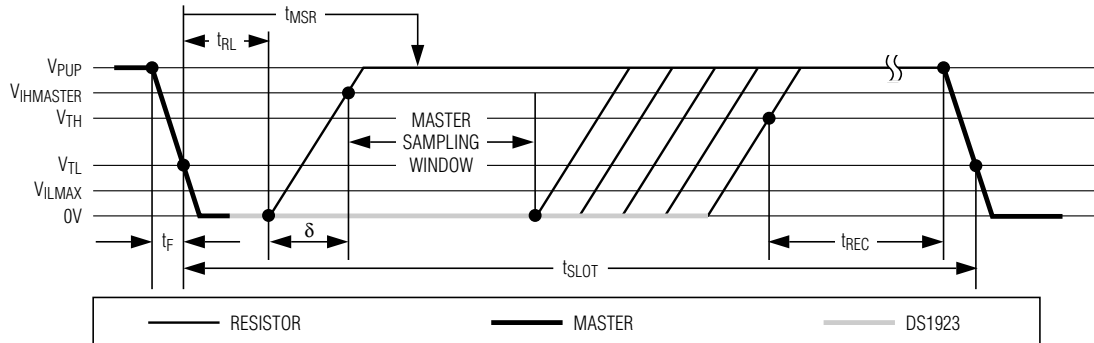 tMSR
tRL
VPUP
VIHMASTER
VTH
MASTER
SAMPLING
WINDOW
VTL
VILMAX
0V
tF
δ
tREC
tSLOT
RESISTOR MASTER DS1923